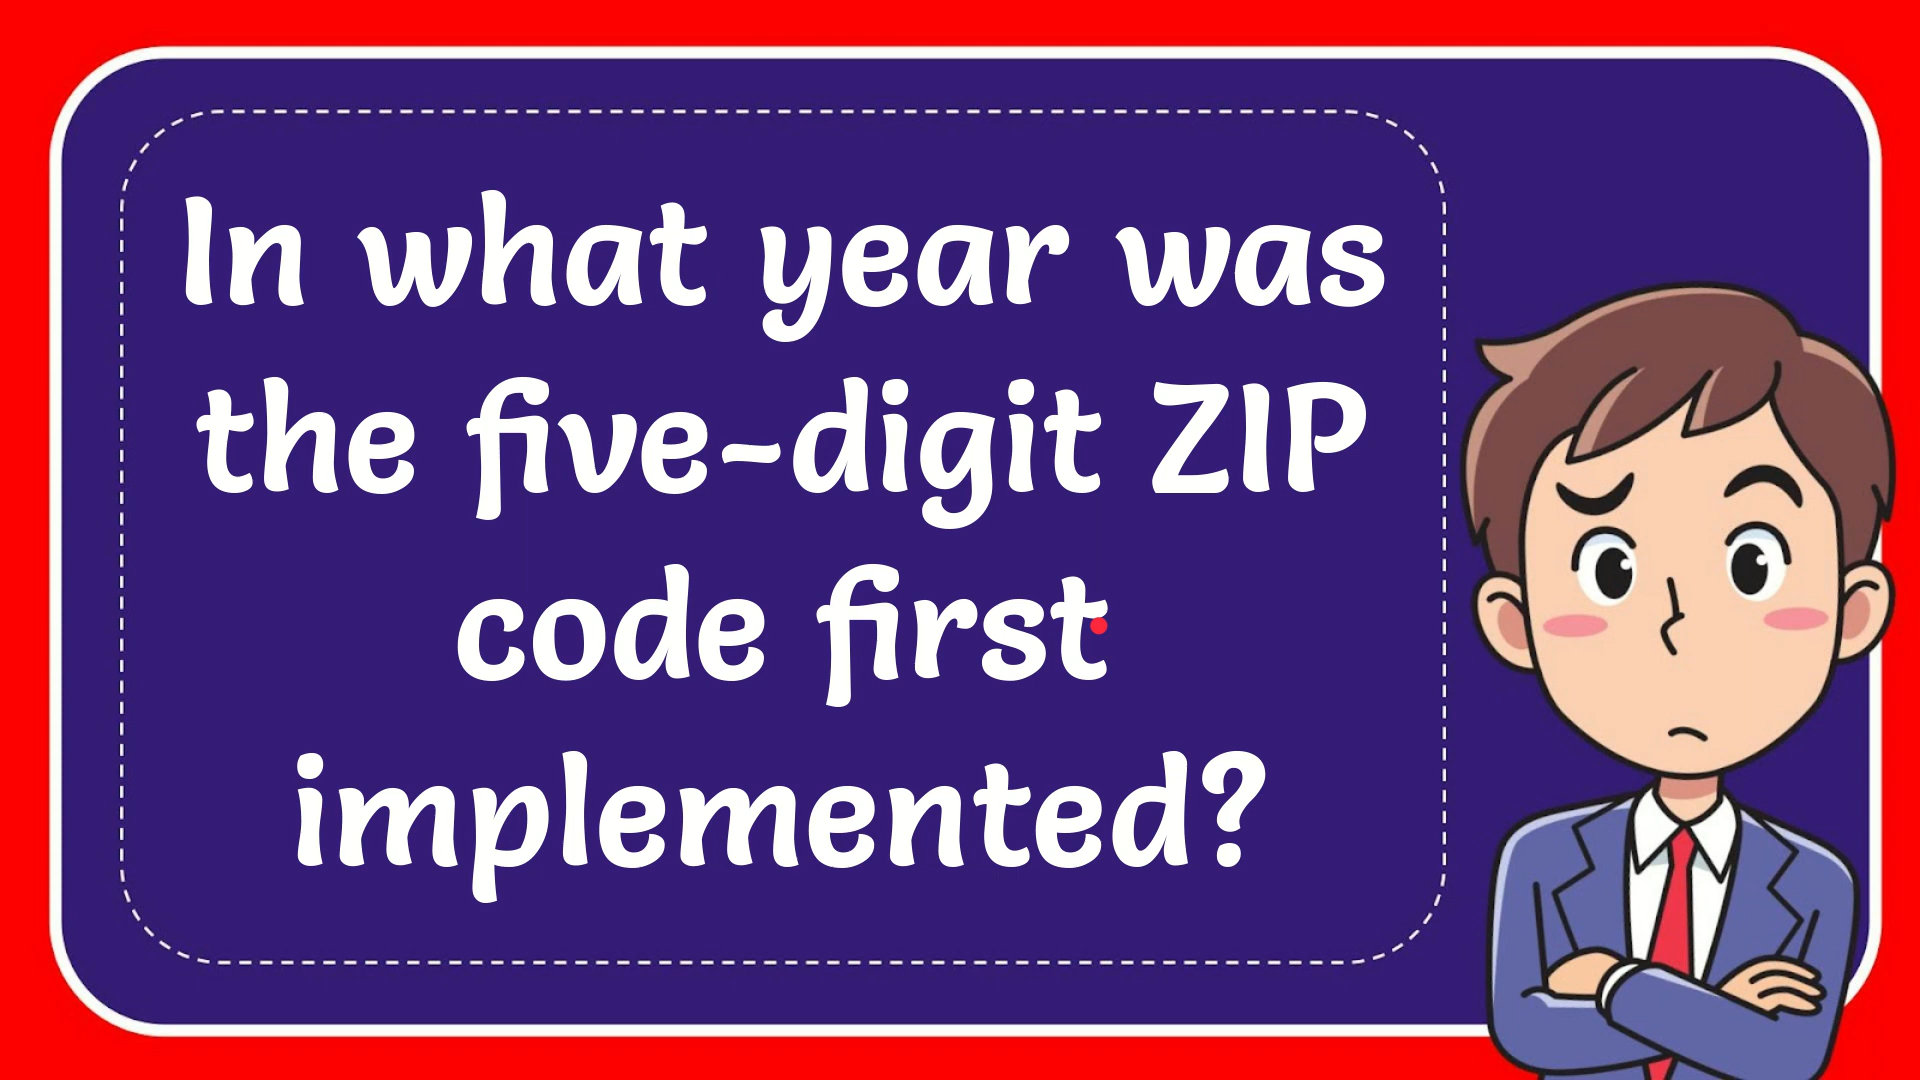 In what year was
the five-digit ZIP
code first
implemented?